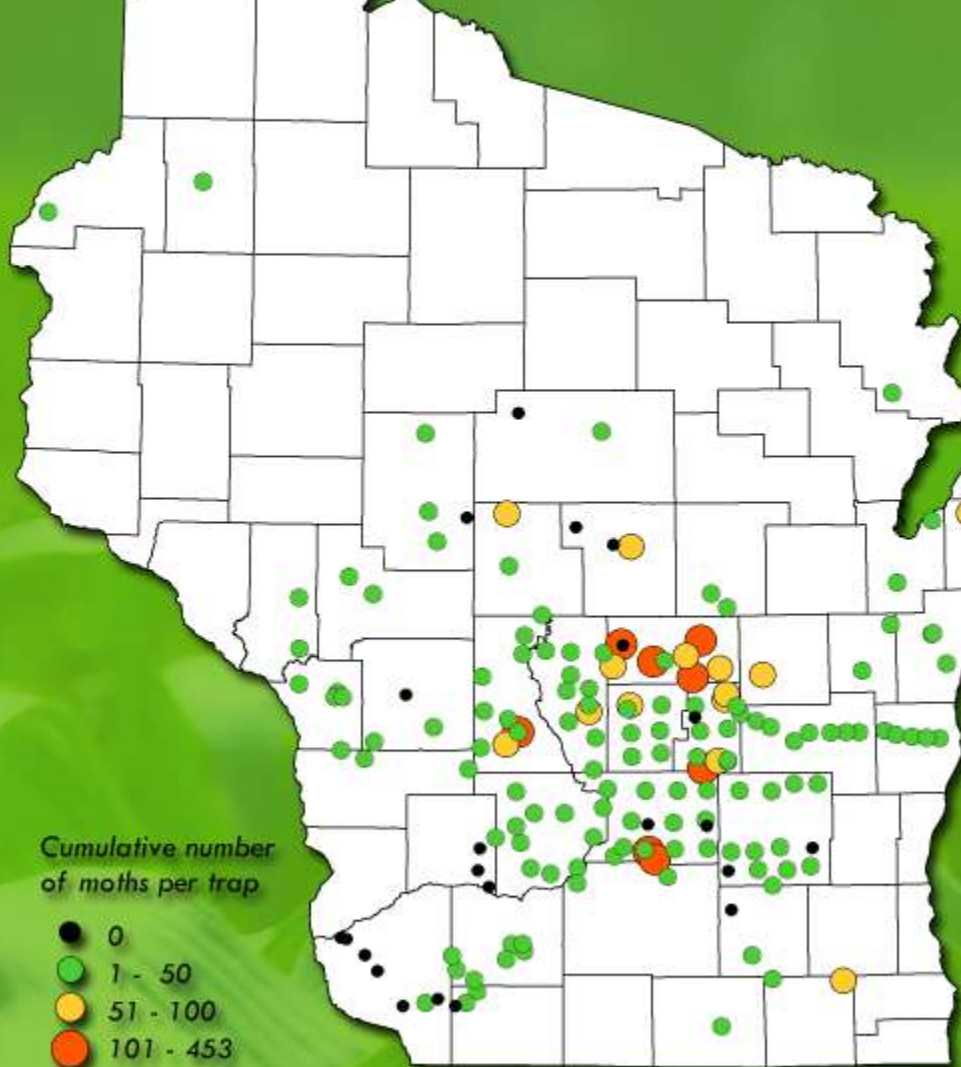 Cumulative number
of moths per trap
0
1 - 50
51 - 100
101 - 453